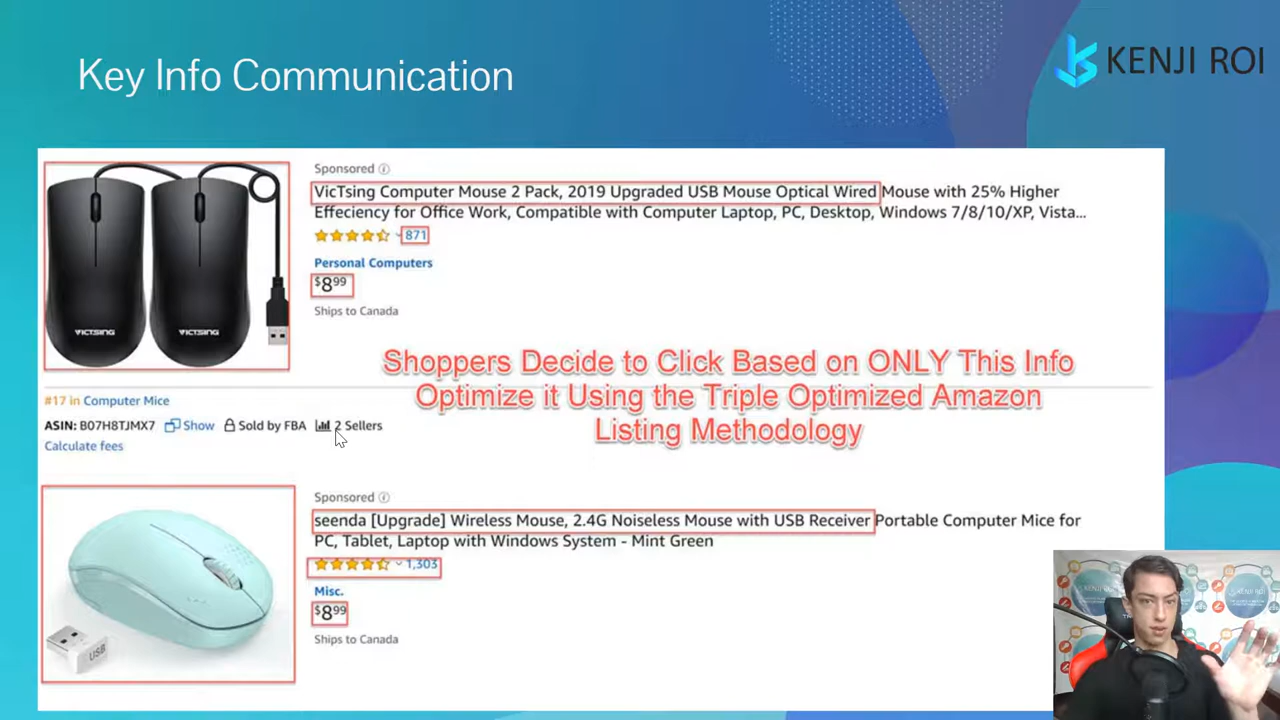 Key Info Communication
KENJI ROI
Sponsored
VicTsing Computer Mouse 2 Pack, 2019 Upgraded USB Mouse Optical Wired Mouse with 25% Higher
Effeciency for Office Work, Compatible with Computer Laptop, PC, Desktop, Windows 7/8/10/XP, Vista...
871
Personal Computers
$8.99
Ships to Canada
VICTSING VICTSING
Shoppers Decide to Click Based on ONLY This Info
Optimize it Using the Triple Optimized Amazon
Listing Methodology
#17 in Computer Mice
ASIN: B07H8TJMX7 Show Sold by FBA 2 Sellers
Calculate fees
Sponsored
seenda [Upgrade] Wireless Mouse, 2.4G Noiseless Mouse with USB Receiver Portable Computer Mice for
PC, Tablet, Laptop with Windows System - Mint Green
1,303
Misc.
$8.99
Ships to Canada
USB
KENJI ROI